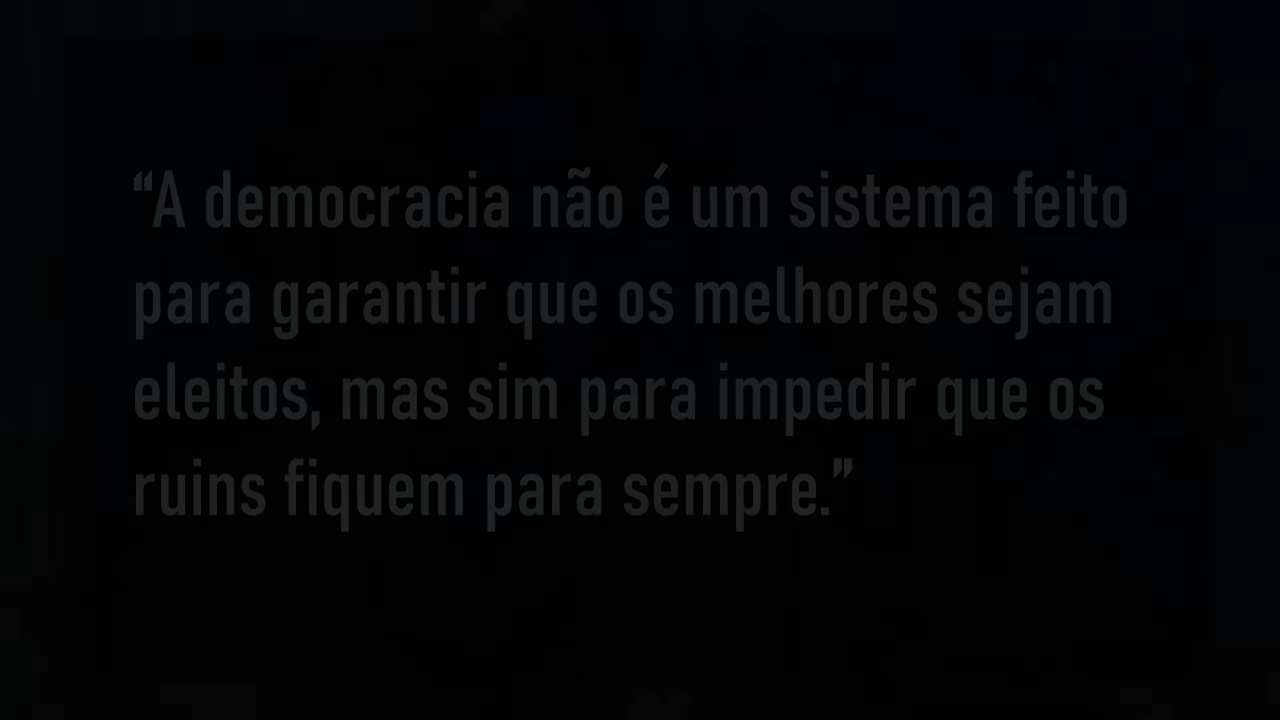 “A democracia não é um sistema feito
para garantir que os melhores sejam
eleitos, mas sim para impedir que os
ruins fiquem para sempre.”